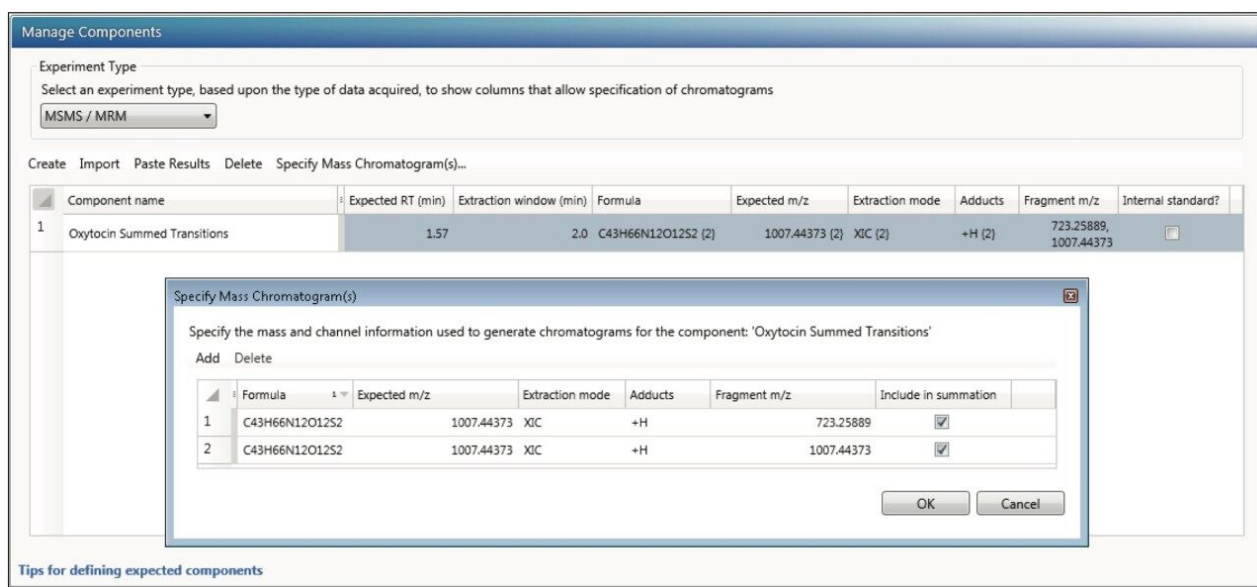 Manage Components
Experiment Type
Select an experiment type, based upon the type of data acquired, to show columns that allow specification of chromatograms
MSMS / MRM
Create Import Paste Results Delete Specify Mass Chromatogram(s)...
Component name Expected RT (min) Extraction window (min) Formula Expected m/z Extraction mode Adducts Fragment m/z Internal standard?
1 Oxytocin Summed Transitions 1.57 2.0 C43H66N12O12S2 {2} 1007.44373 {2} XIC {2} +H {2} 723.25889,
1007.44373
Specify Mass Chromatogram(s)
Specify the mass and channel information used to generate chromatograms for the component: 'Oxytocin Summed Transitions'
Add Delete
Formula 1 Expected m/z Extraction mode Adducts Fragment m/z Include in summation
1 C43H66N12O12S2 1007.44373 XIC +H 723.25889
2 C43H66N12O12S2 1007.44373 XIC +H 1007.44373
OK Cancel
Tips for defining expected components